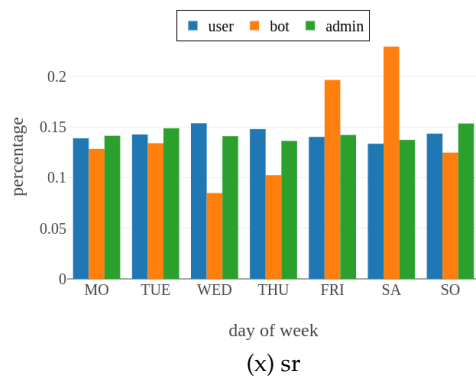 user bot admin
0.2
0.15
0.1
0.05
0
percentage
MO TUE WED THU FRI SA SO
day of week
(x) sr